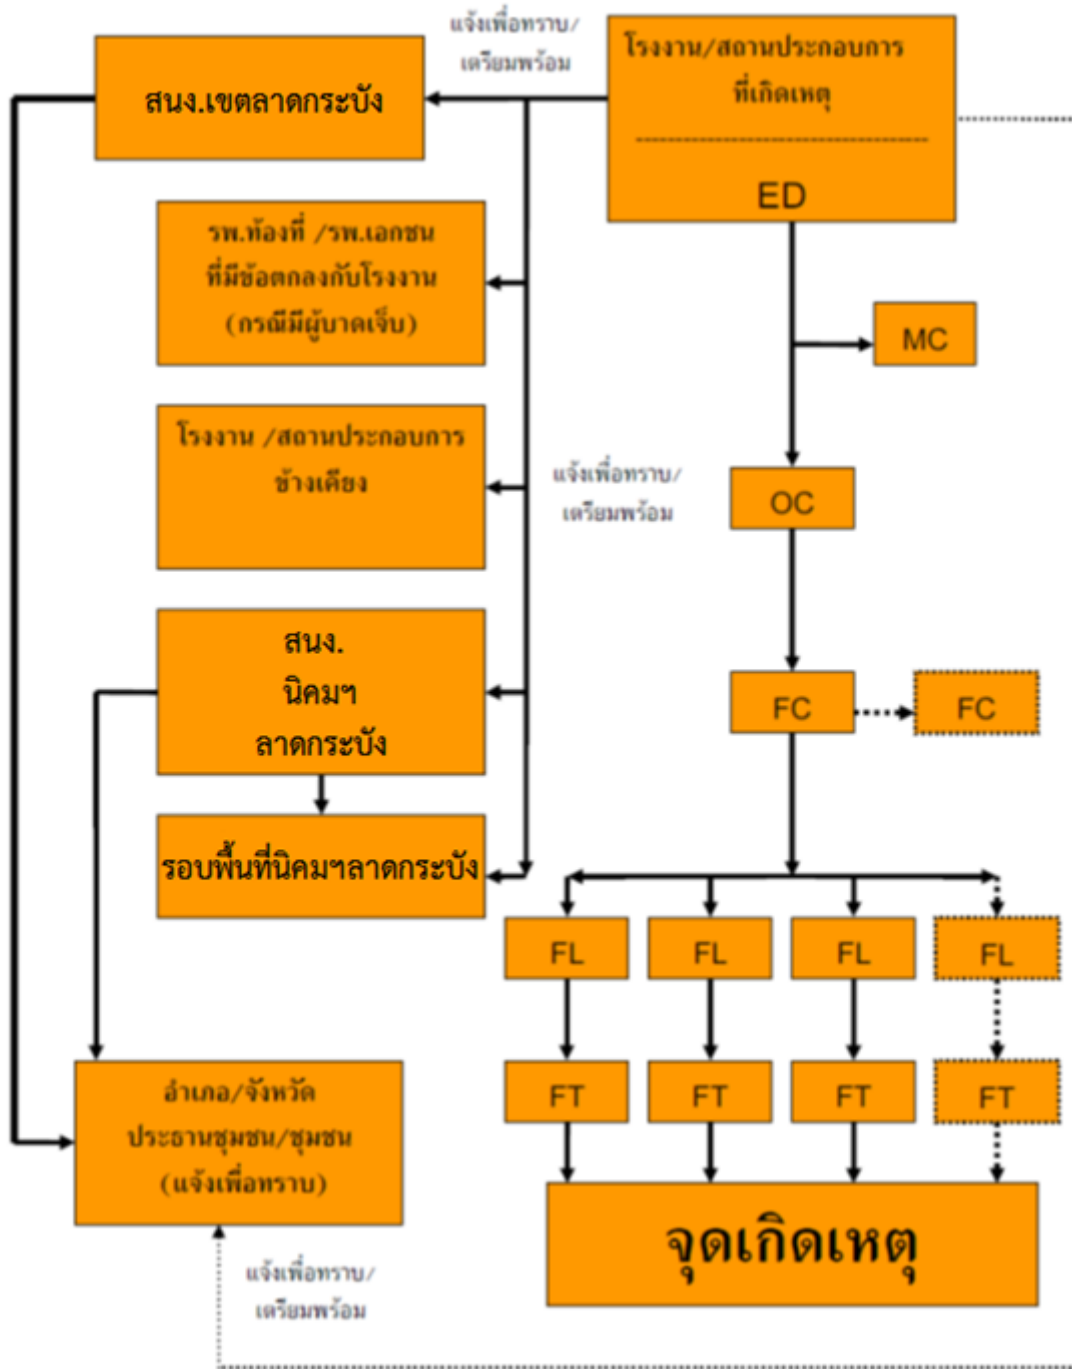 แจ้งเพื่อทราบ/
เตรียมพร้อม
โรงงาน/สถานประกอบการ
ที่เกิดเหตุ
ED
สนง.เขตลาดกระบัง
รพ.ท้องที่ /รพ.เอกชน
ที่มีข้อตกลงกับโรงงาน
(กรณีมีผู้บาดเจ็บ)
MC
โรงงาน /สถานประกอบการ
ข้างเคียง
แจ้งเพื่อทราบ/
เตรียมพร้อม
OC
สนง.
นิคมฯ
ลาดกระบัง
FC
FC
รอบพื้นที่นิคมฯลาดกระบัง
FL
FL
FL
FL
FT
FT
FT
FT
อำเภอ/จังหวัด
ประธานชุมชน/ชุมชน
(แจ้งเพื่อทราบ)
จุดเกิดเหตุ
แจ้งเพื่อทราบ/
เตรียมพร้อม